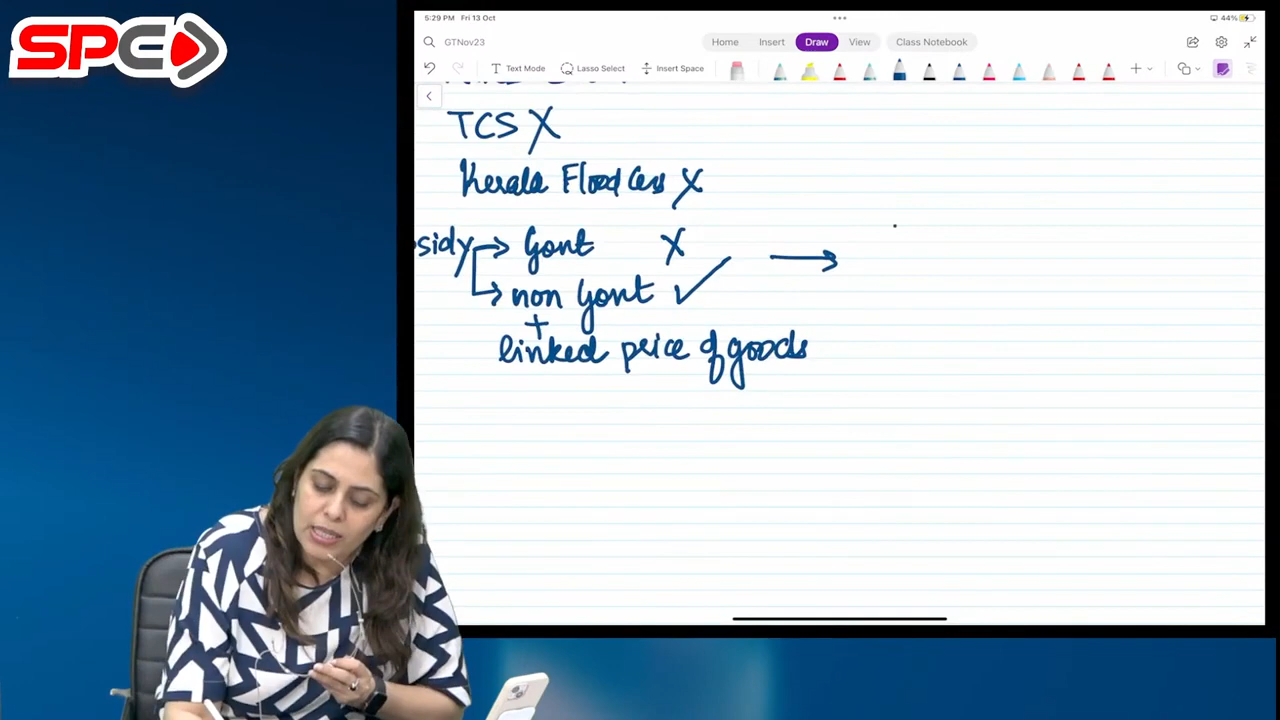 SPC
5:29 PM Fri 13 Oct
44%
GTNov23
Home Insert Draw View Class Notebook
Text Mode Lasso Select Insert Space
TCS X
Kerala Flood Cess X
sidy → Govt X
→ non Govt ✓ →
+
linked price of goods